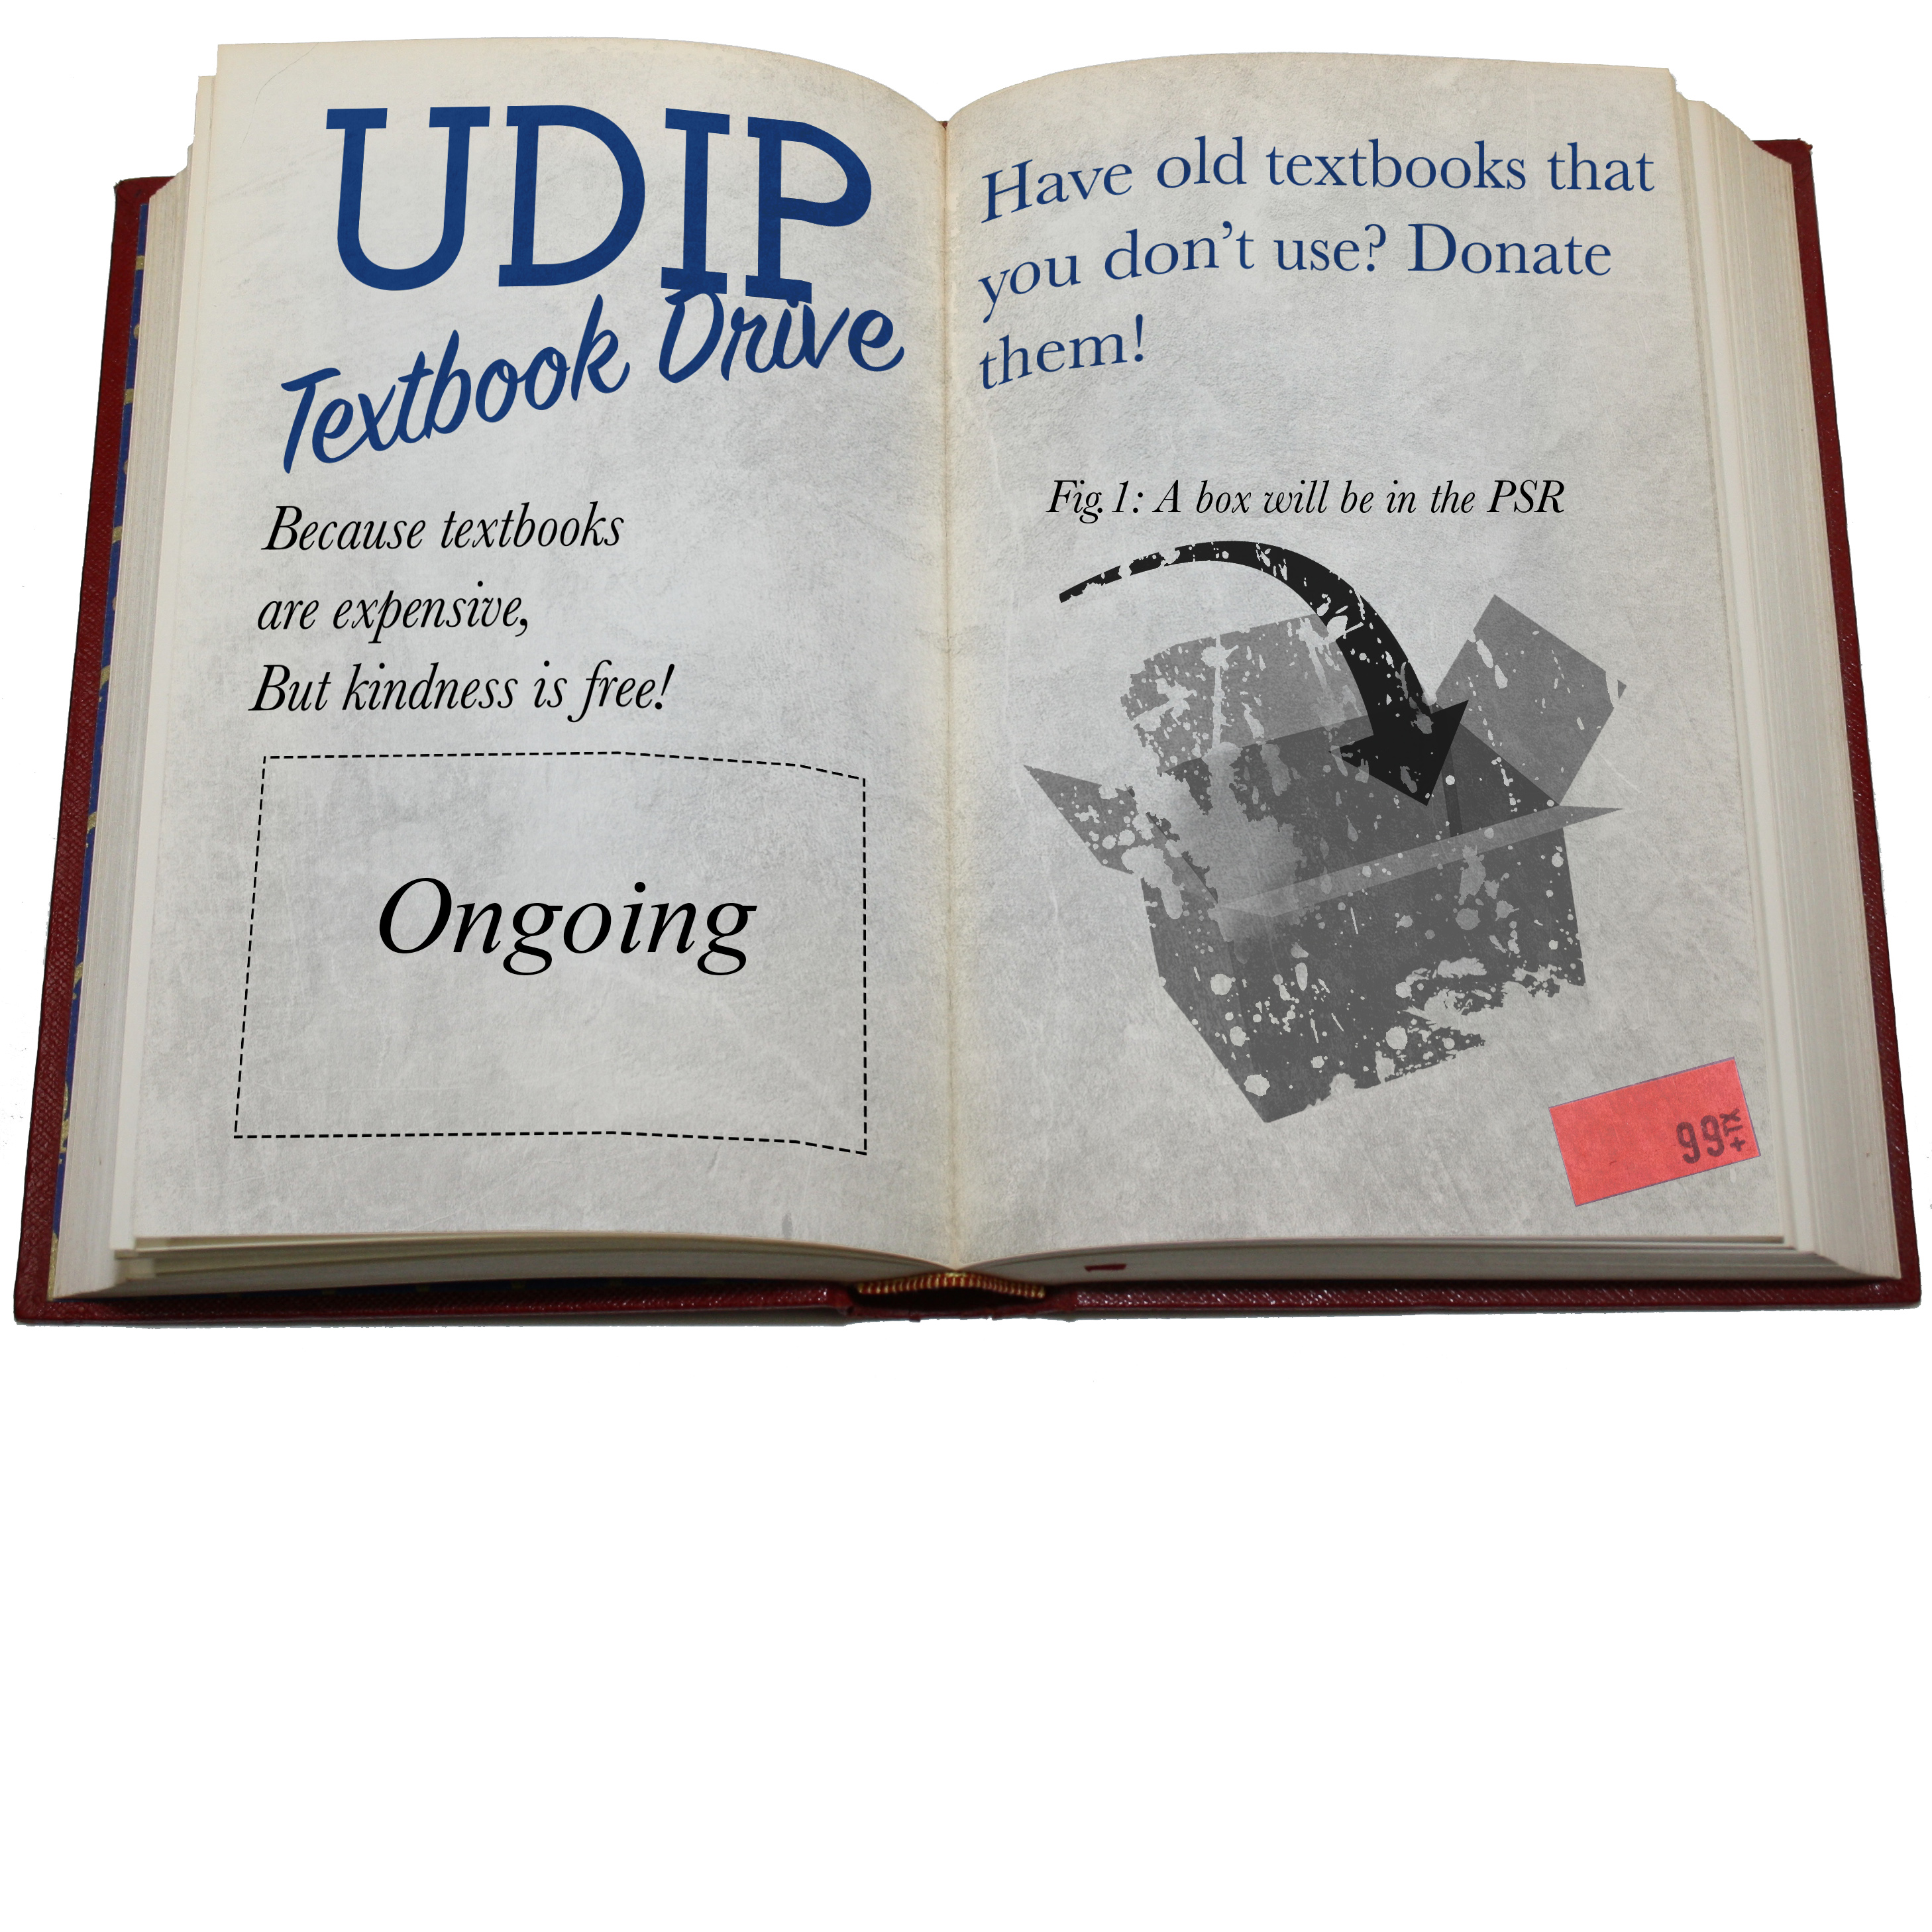 UDIP
Textbook Drive
Because textbooks
are expensive,
But kindness is free!
Ongoing
Have old textbooks that
you don't use? Donate
them!
Fig.1: A box will be in the PSR
99
+TX